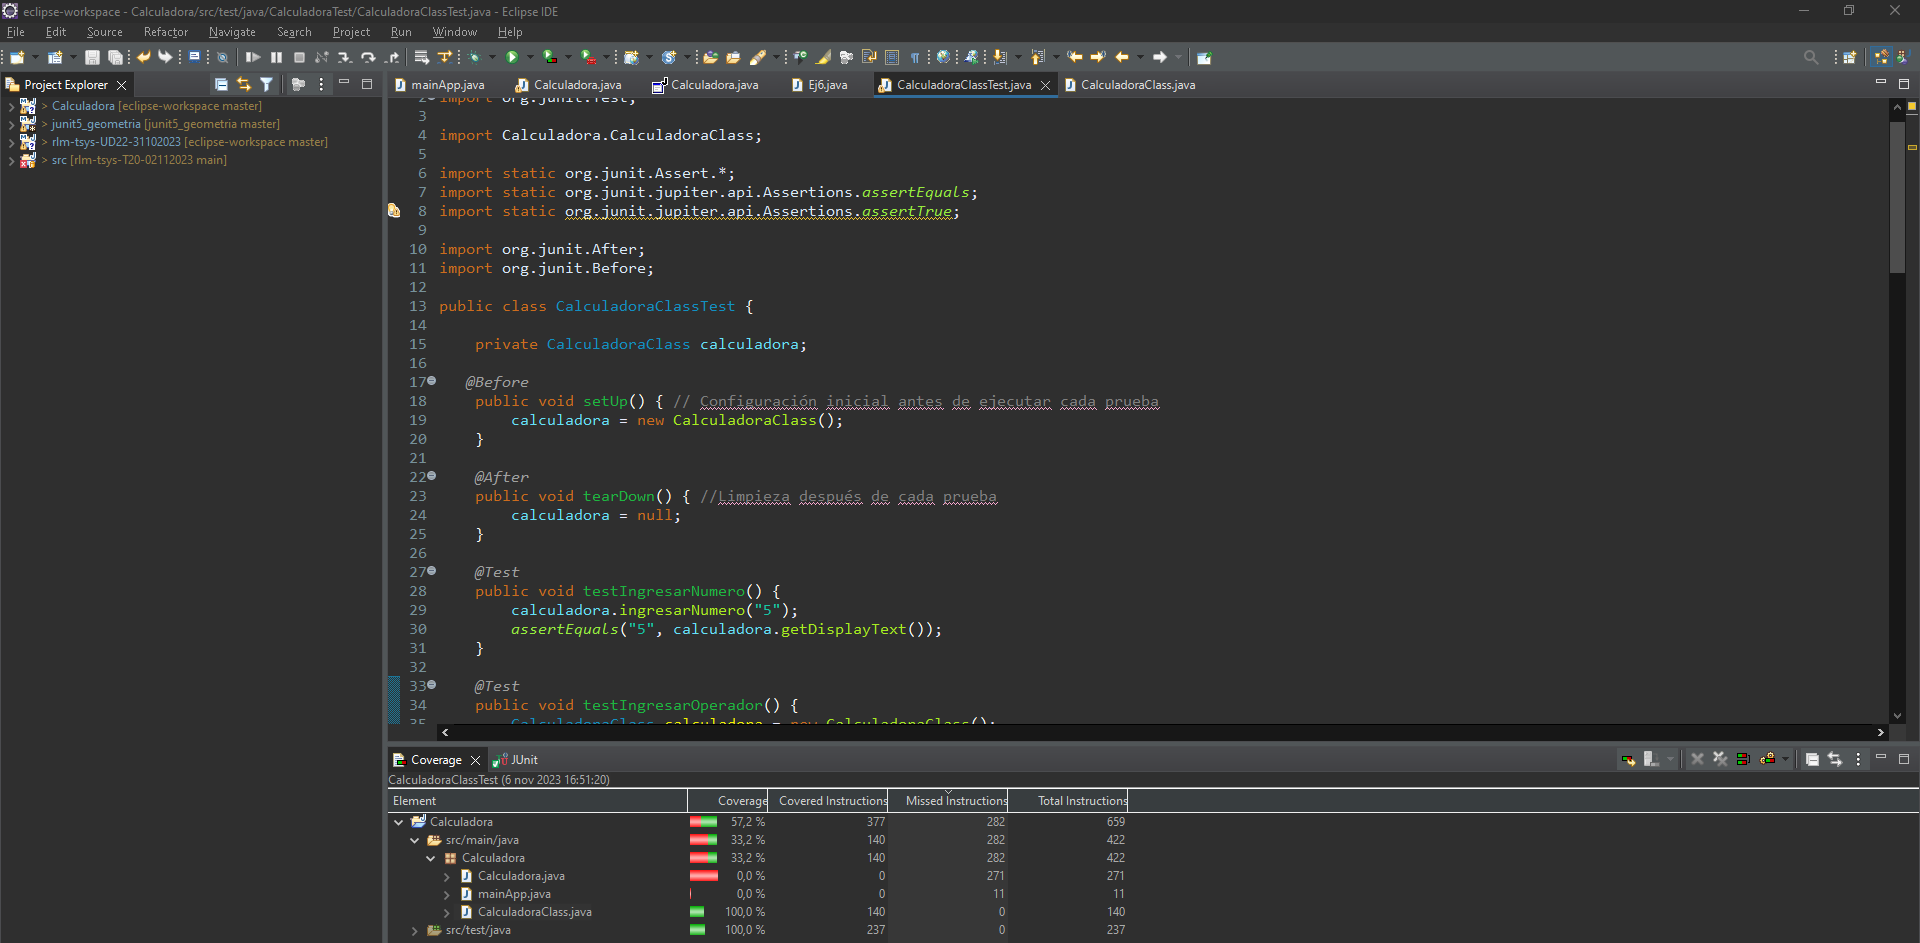 eclipse-workspace - Calculadora/src/test/java/CalculadoraTest/CalculadoraClassTest.java - Eclipse IDE
File Edit Source Refactor Navigate Search Project Run Window Help
Project Explorer
mainApp.java Calculadora.java Calculadora.java Ej6.java CalculadoraClassTest.java CalculadoraClass.java
> Calculadora [eclipse-workspace master]
> junit5_geometria [junit5_geometria master]
> rlm-tsys-UD22-31102023 [eclipse-workspace master]
> src [rlm-tsys-T20-02112023 main]
2 import org.junit.Test;
3
4 import Calculadora.CalculadoraClass;
5
6 import static org.junit.Assert.*;
7 import static org.junit.jupiter.api.Assertions.assertEquals;
8 import static org.junit.jupiter.api.Assertions.assertTrue;
9
10 import org.junit.After;
11 import org.junit.Before;
12
13 public class CalculadoraClassTest {
14
15 private CalculadoraClass calculadora;
16
17 @Before
18 public void setUp() { // Configuración inicial antes de ejecutar cada prueba
19 calculadora = new CalculadoraClass();
20 }
21
22 @After
23 public void tearDown() { //Limpieza después de cada prueba
24 calculadora = null;
25 }
26
27 @Test
28 public void testIngresarNumero() {
29 calculadora.ingresarNumero("5");
30 assertEquals("5", calculadora.getDisplayText());
31 }
32
33 @Test
34 public void testIngresarOperador() {
35 CalculadoraClass calculadora = new CalculadoraClass();
Coverage JUnit
CalculadoraClassTest (6 nov 2023 16:51:20)
Element Coverage Covered Instructions Missed Instructions Total Instructions
Calculadora 57,2 % 377 282 659
src/main/java 33,2 % 140 282 422
Calculadora 33,2 % 140 282 422
Calculadora.java 0,0 % 0 271 271
mainApp.java 0,0 % 0 11 11
CalculadoraClass.java 100,0 % 140 0 140
src/test/java 100,0 % 237 0 237